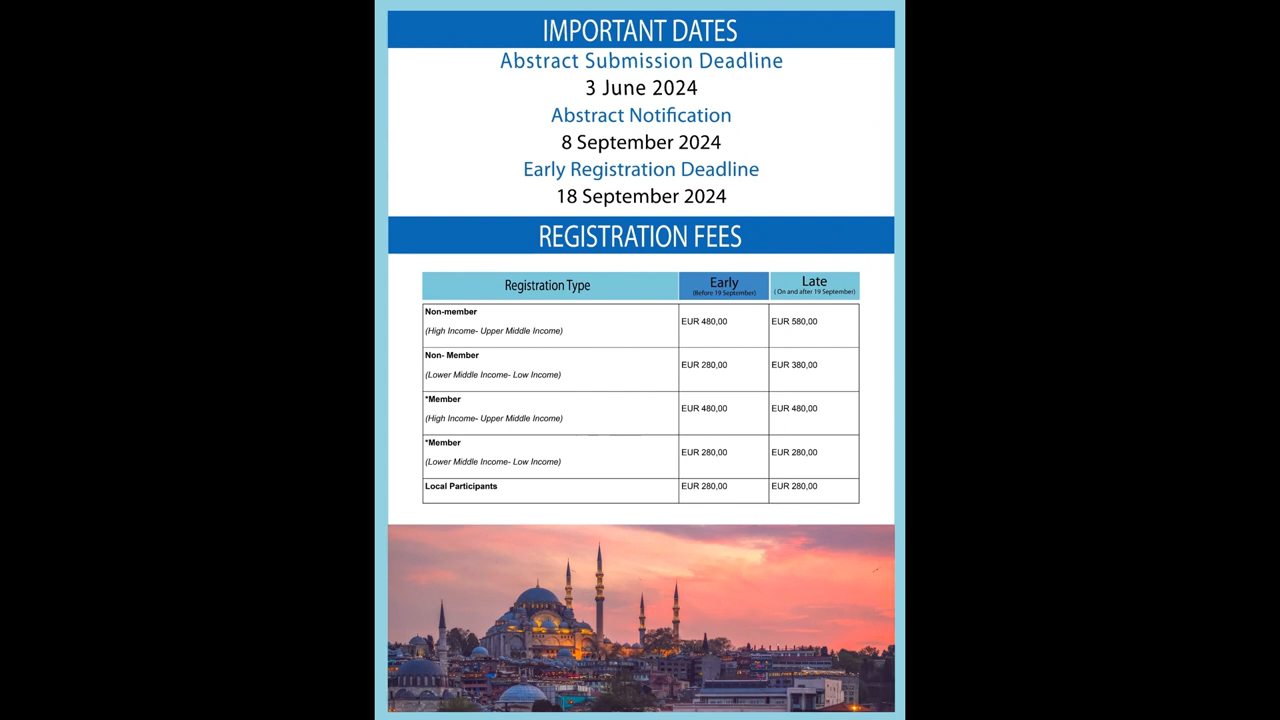 IMPORTANT DATES
Abstract Submission Deadline
3 June 2024
Abstract Notification
8 September 2024
Early Registration Deadline
18 September 2024
REGISTRATION FEES
Registration Type Early Late
(Before 19 September) ( On and after 19 September)
Non-member
EUR 480,00 EUR 580,00
(High Income- Upper Middle Income)
Non- Member
EUR 280,00 EUR 380,00
(Lower Middle Income- Low Income)
*Member
EUR 480,00 EUR 480,00
(High Income- Upper Middle Income)
*Member
EUR 280,00 EUR 280,00
(Lower Middle Income- Low Income)
Local Participants EUR 280,00 EUR 280,00